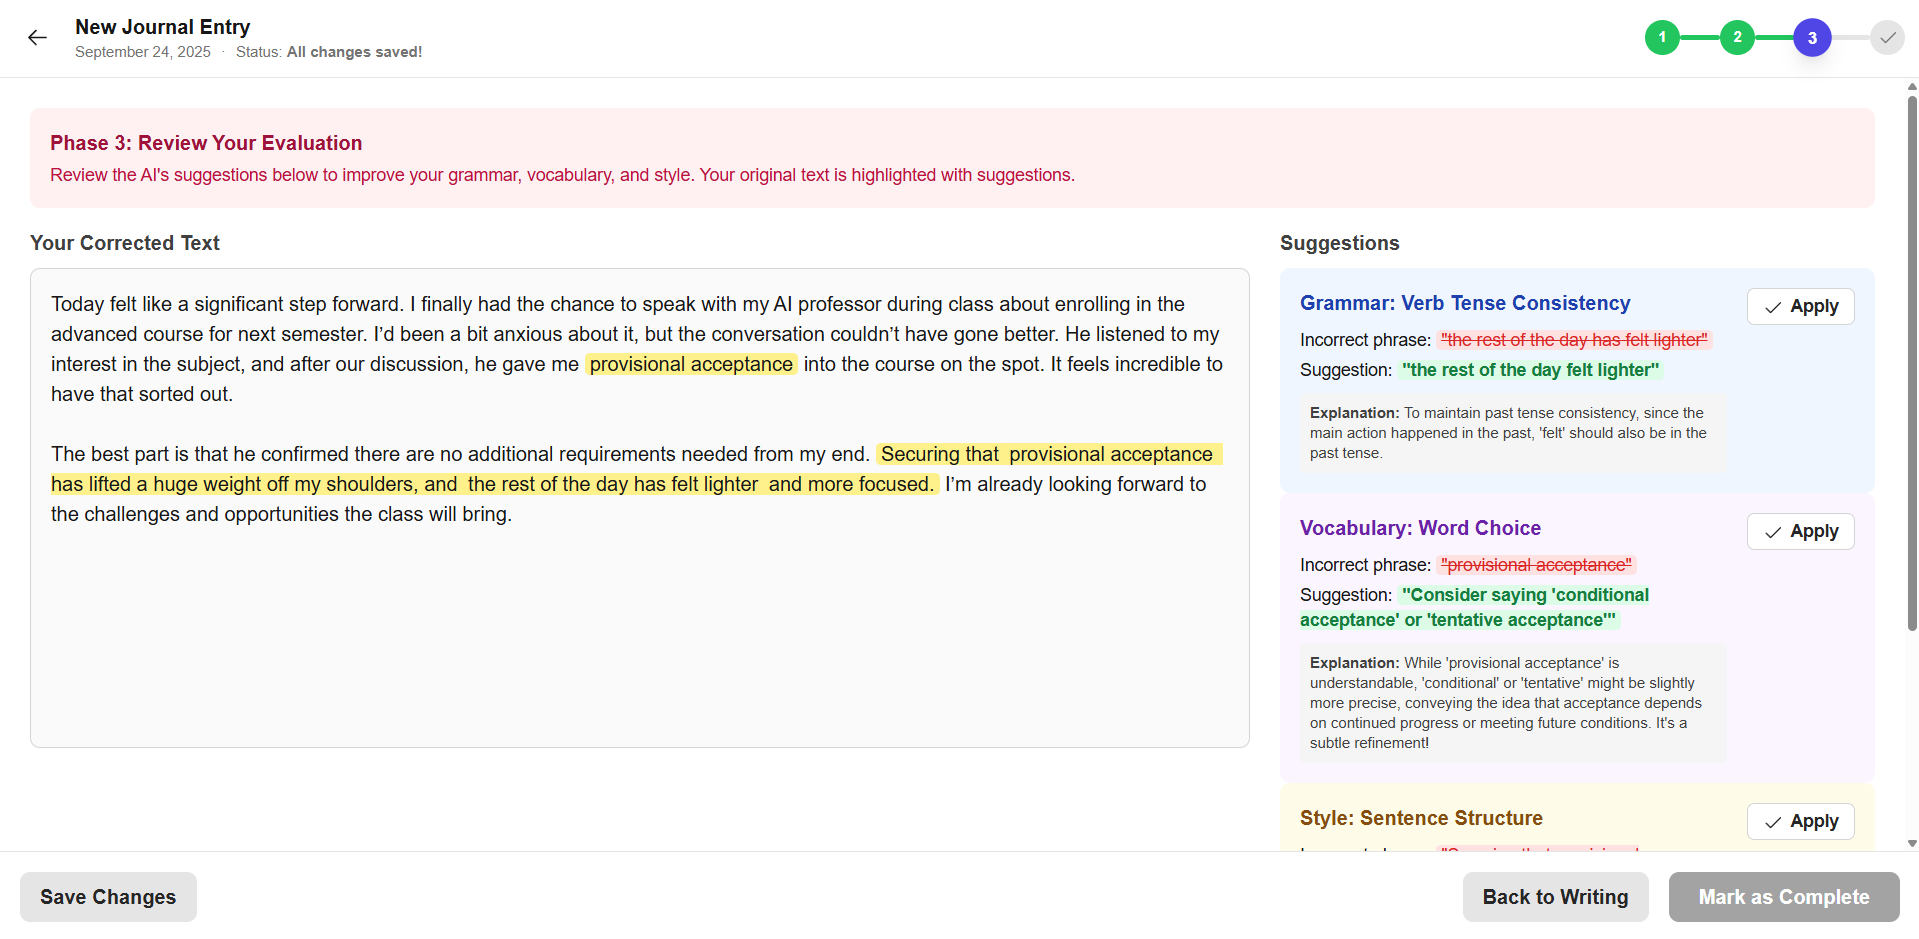 New Journal Entry
September 24, 2025 · Status: All changes saved!
1
2
3
Phase 3: Review Your Evaluation
Review the AI's suggestions below to improve your grammar, vocabulary, and style. Your original text is highlighted with suggestions.
Your Corrected Text
Today felt like a significant step forward. I finally had the chance to speak with my AI professor during class about enrolling in the
advanced course for next semester. I’d been a bit anxious about it, but the conversation couldn’t have gone better. He listened to my
interest in the subject, and after our discussion, he gave me provisional acceptance into the course on the spot. It feels incredible to
have that sorted out.
The best part is that he confirmed there are no additional requirements needed from my end. Securing that provisional acceptance
has lifted a huge weight off my shoulders, and the rest of the day has felt lighter and more focused. I’m already looking forward to
the challenges and opportunities the class will bring.
Suggestions
Grammar: Verb Tense Consistency
Apply
Incorrect phrase: "the rest of the day has felt lighter"
Suggestion: "the rest of the day felt lighter"
Explanation: To maintain past tense consistency, since the
main action happened in the past, 'felt' should also be in the
past tense.
Vocabulary: Word Choice
Apply
Incorrect phrase: "provisional acceptance"
Suggestion: "Consider saying 'conditional
acceptance' or 'tentative acceptance'"
Explanation: While 'provisional acceptance' is
understandable, 'conditional' or 'tentative' might be slightly
more precise, conveying the idea that acceptance depends
on continued progress or meeting future conditions. It's a
subtle refinement!
Style: Sentence Structure
Apply
Save Changes
Back to Writing
Mark as Complete